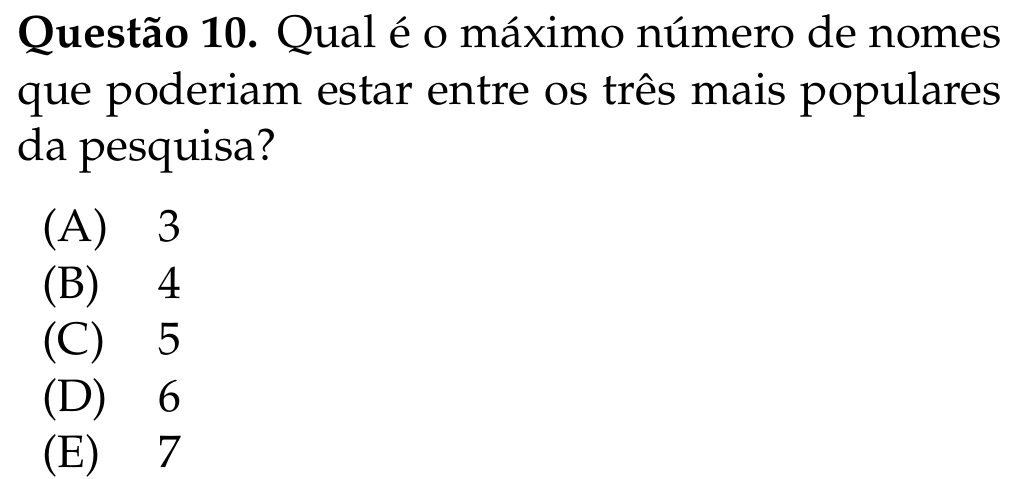 Questão 10. Qual é o máximo número de nomes
que poderiam estar entre os três mais populares
da pesquisa?
(A) 3
(B) 4
(C) 5
(D) 6
(E) 7